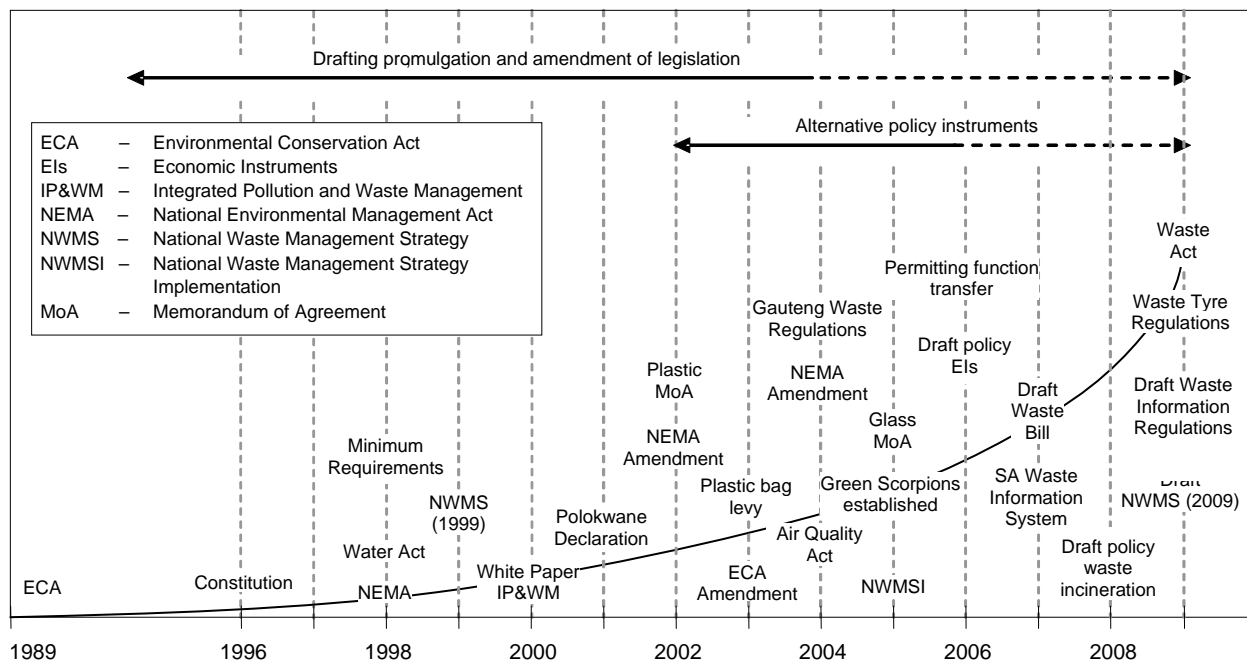 Drafting prqmulgation and amendment of legislation
Alternative policy instruments
ECA – Environmental Conservation Act
EIs – Economic Instruments
IP&WM – Integrated Pollution and Waste Management
NEMA – National Environmental Management Act
NWMS – National Waste Management Strategy
NWMSI – National Waste Management Strategy
Implementation
MoA – Memorandum of Agreement
ECA
Constitution
Minimum
Requirements
Water Act
NEMA
NWMS
(1999)
White Paper
IP&WM
Polokwane
Declaration
Plastic
MoA
NEMA
Amendment
Plastic bag
levy
ECA
Amendment
Gauteng Waste
Regulations
NEMA
Amendment
Air Quality
Act
Glass
MoA
Green Scorpions
established
NWMSI
Permitting function
transfer
Draft policy
EIs
Draft
Waste
Bill
SA Waste
Information
System
Draft policy
waste
incineration
Waste
Act
Waste Tyre
Regulations
Draft Waste
Information
Regulations
Draft
NWMS (2009)
1989 1996 1998 2000 2002 2004 2006 2008